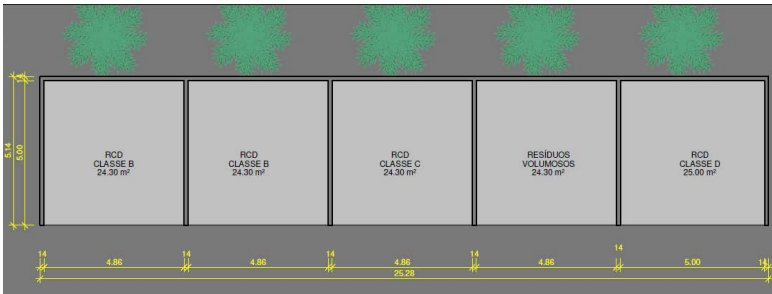 RCD
CLASSE B
24.30 m²
RCD
CLASSE B
24.30 m²
RCD
CLASSE C
24.30 m²
RESÍDUOS
VOLUMOSOS
24.30 m²
RCD
CLASSE D
25.00 m²
14
5.14
5.00
14
4.86
14
4.86
14
4.86
14
4.86
14
5.00
14
25.28